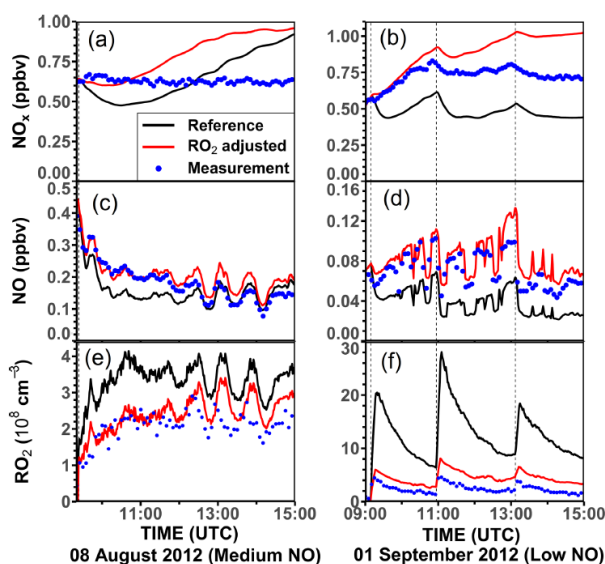 (a)
(b)
NOx (ppbv)
1.00
0.75
0.50
0.25
0.00
1.00
0.75
0.50
0.25
0.00
Reference
RO2 adjusted
Measurement
(c)
(d)
NO (ppbv)
0.5
0.4
0.3
0.2
0.1
0.0
0.16
0.12
0.08
0.04
0.00
(e)
(f)
RO2 (10^8 cm^-3)
4
3
2
1
0
30
20
10
0
11:00 13:00 15:00
09:00 11:00 13:00 15:00
TIME (UTC)
TIME (UTC)
08 August 2012 (Medium NO)
01 September 2012 (Low NO)